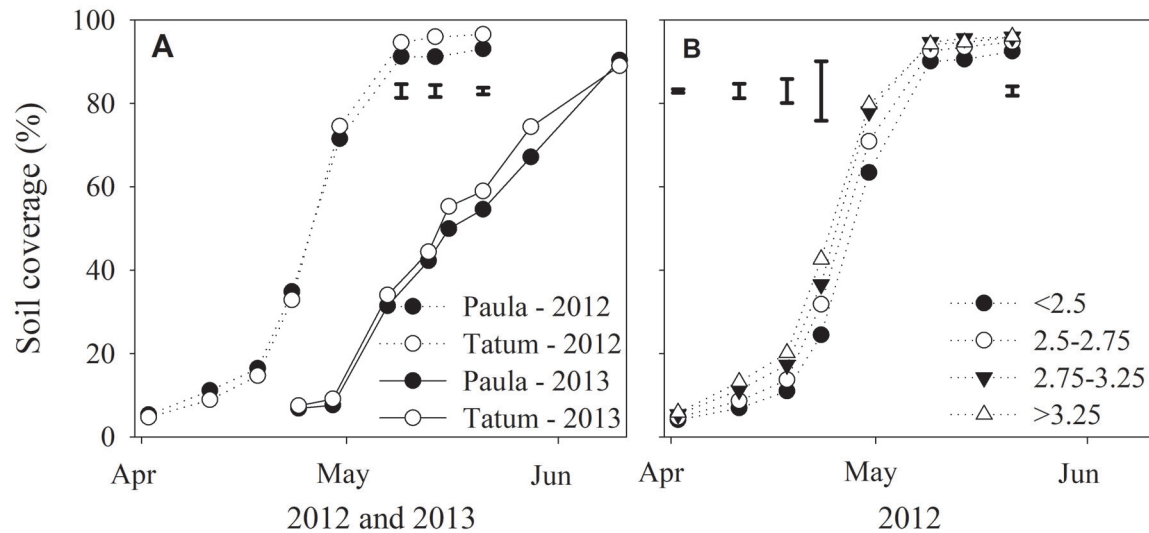 100
80
60
40
20
0
Soil coverage (%)
A
Paula - 2012
Tatum - 2012
Paula - 2013
Tatum - 2013
Apr May Jun
2012 and 2013
B
<2.5
2.5-2.75
2.75-3.25
>3.25
Apr May Jun
2012